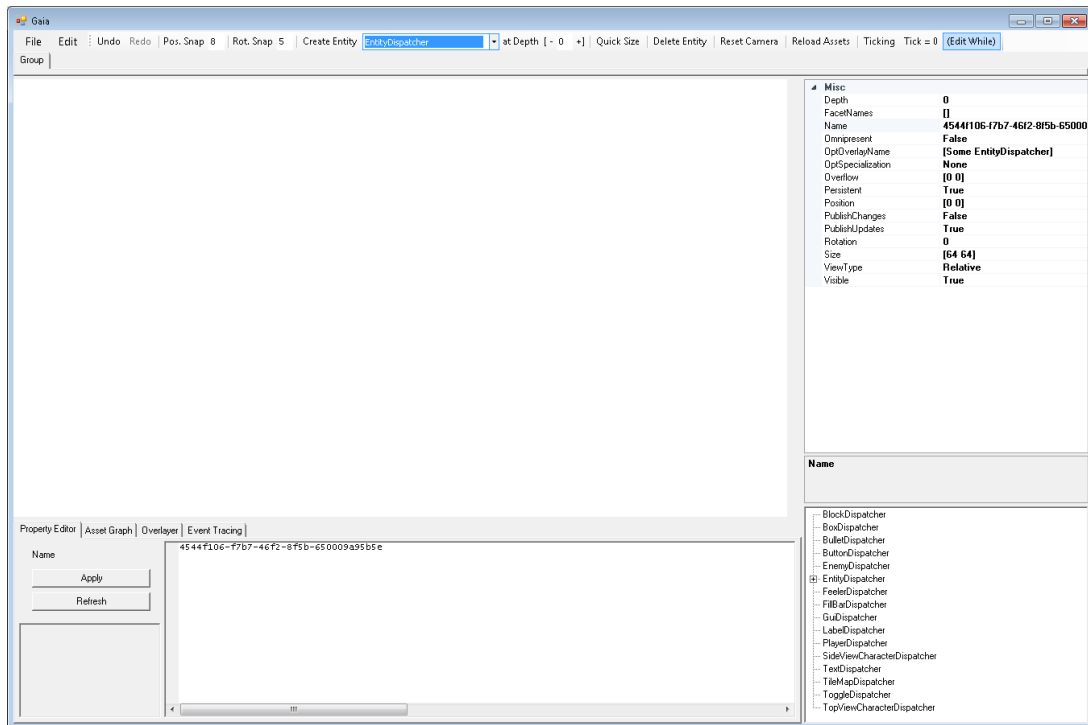 Gaia
File Edit Undo Redo Pos. Snap 8 Rot. Snap 5 Create Entity EntityDispatcher at Depth [ - 0 +] Quick Size Delete Entity Reset Camera Reload Assets Ticking Tick = 0 (Edit While)
Group
Misc
Depth 0
FacetNames []
Name 4544f106-f7b7-46f2-8f5b-65000
Omnipresent False
OptOverlayName [Some EntityDispatcher]
OptSpecialization None
Overflow [0 0]
Persistent True
Position [0 0]
PublishChanges False
PublishUpdates True
Rotation 0
Size [64 64]
ViewType Relative
Visible True
Name
Property Editor Asset Graph Overlayer Event Tracing
Name
Apply
Refresh
4544f106-f7b7-46f2-8f5b-650009a95b5e
BlockDispatcher
BoxDispatcher
BulletDispatcher
ButtonDispatcher
EnemyDispatcher
EntityDispatcher
FeelerDispatcher
FillBarDispatcher
GuiDispatcher
LabelDispatcher
PlayerDispatcher
SideViewCharacterDispatcher
TextDispatcher
TileMapDispatcher
ToggleDispatcher
TopViewCharacterDispatcher